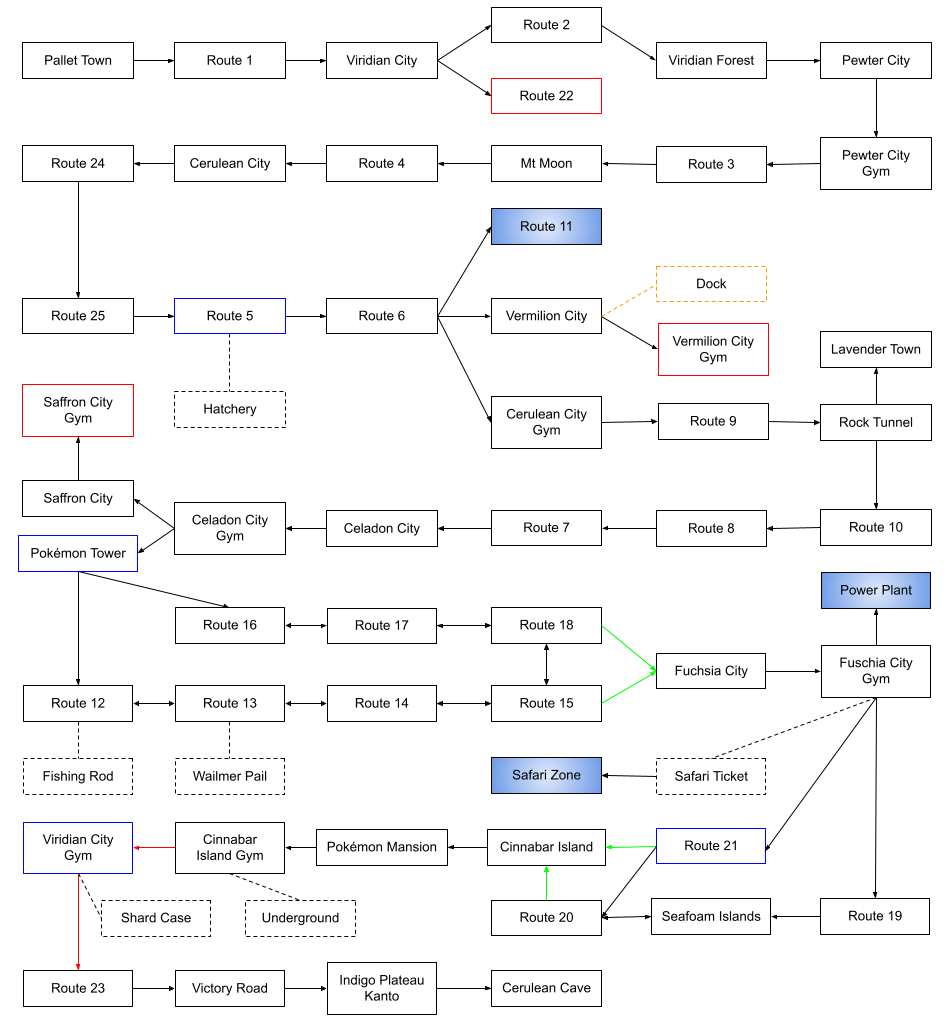 Route 2
Pallet Town
Route 1
Viridian City
Viridian Forest
Pewter City
Route 22
Route 24
Cerulean City
Route 4
Mt Moon
Route 3
Pewter City
Gym
Route 11
Dock
Route 25
Route 5
Route 6
Vermilion City
Vermilion City
Gym
Lavender Town
Saffron City
Gym
Hatchery
Cerulean City
Gym
Route 9
Rock Tunnel
Saffron City
Celadon City
Gym
Celadon City
Route 7
Route 8
Route 10
Pokémon Tower
Power Plant
Route 16
Route 17
Route 18
Fuchsia City
Fuschia City
Gym
Route 12
Route 13
Route 14
Route 15
Fishing Rod
Wailmer Pail
Safari Zone
Safari Ticket
Viridian City
Gym
Cinnabar
Island Gym
Pokémon Mansion
Cinnabar Island
Route 21
Shard Case
Underground
Route 20
Seafoam Islands
Route 19
Route 23
Victory Road
Indigo Plateau
Kanto
Cerulean Cave